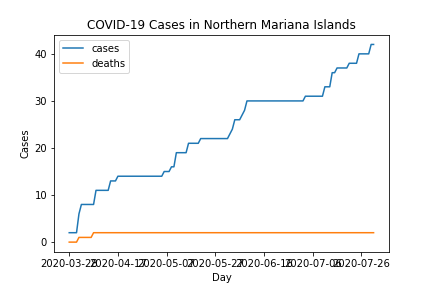 COVID-19 Cases in Northern Mariana Islands
cases
deaths
40
30
20
10
0
Cases
2020-03-28 2020-04-17 2020-05-07 2020-05-27 2020-06-16 2020-07-06 2020-07-26
Day